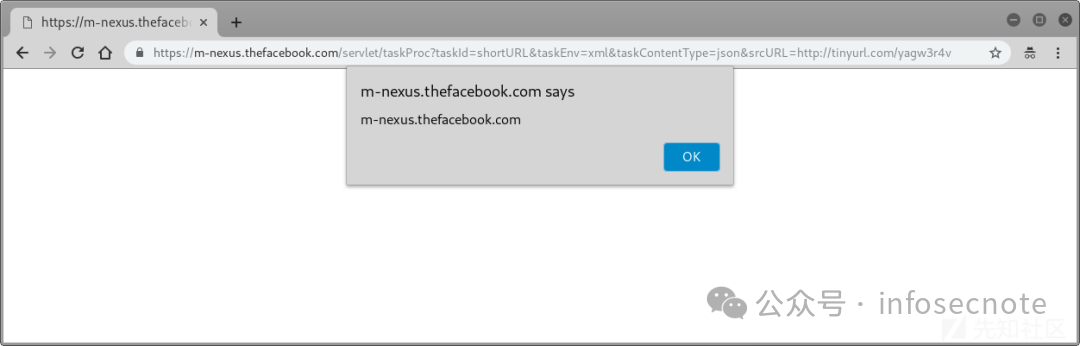 https://m-nexus.thefacebo
https://m-nexus.thefacebook.com/servlet/taskProc?taskId=shortURL&taskEnv=xml&taskContentType=json&srcURL=http://tinyurl.com/yagw3r4v
m-nexus.thefacebook.com says
m-nexus.thefacebook.com
OK
公众号 · infosecnote
先知社区